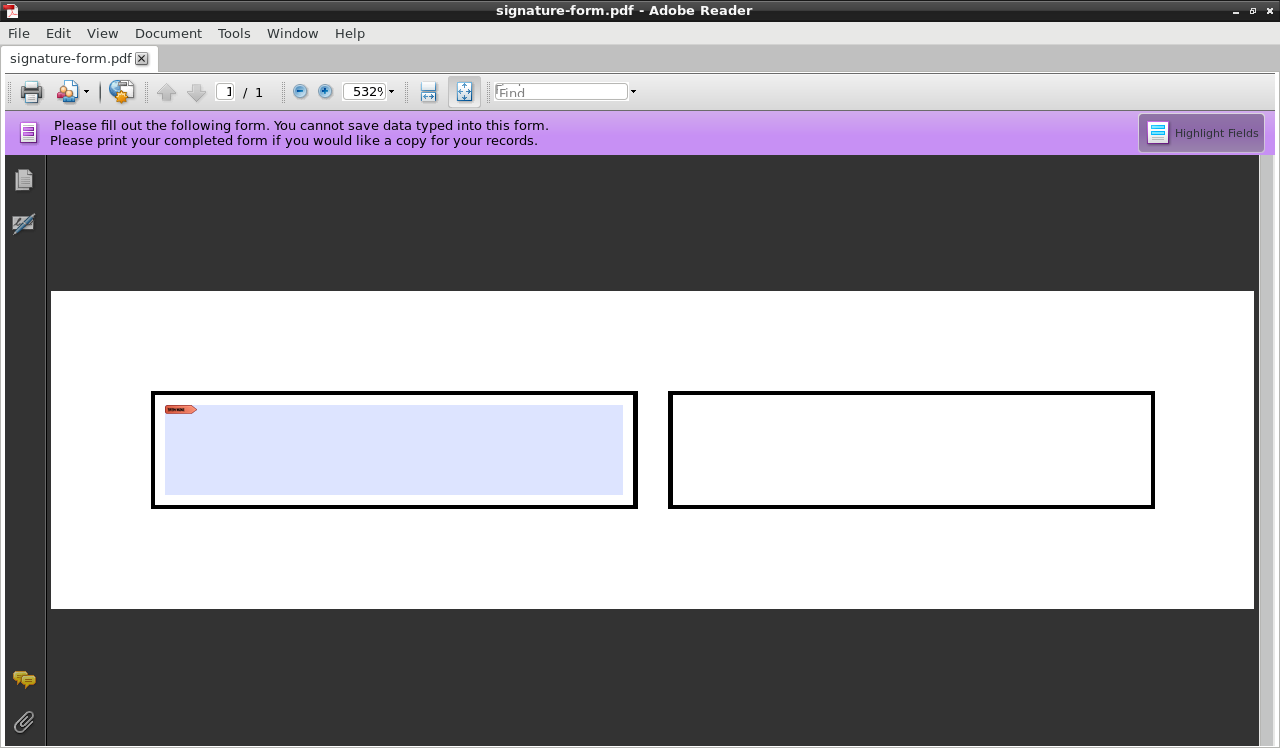 signature-form.pdf - Adobe Reader
File Edit View Document Tools Window Help
signature-form.pdf
1 / 1 532% Find
Please fill out the following form. You cannot save data typed into this form.
Please print your completed form if you would like a copy for your records.
Highlight Fields